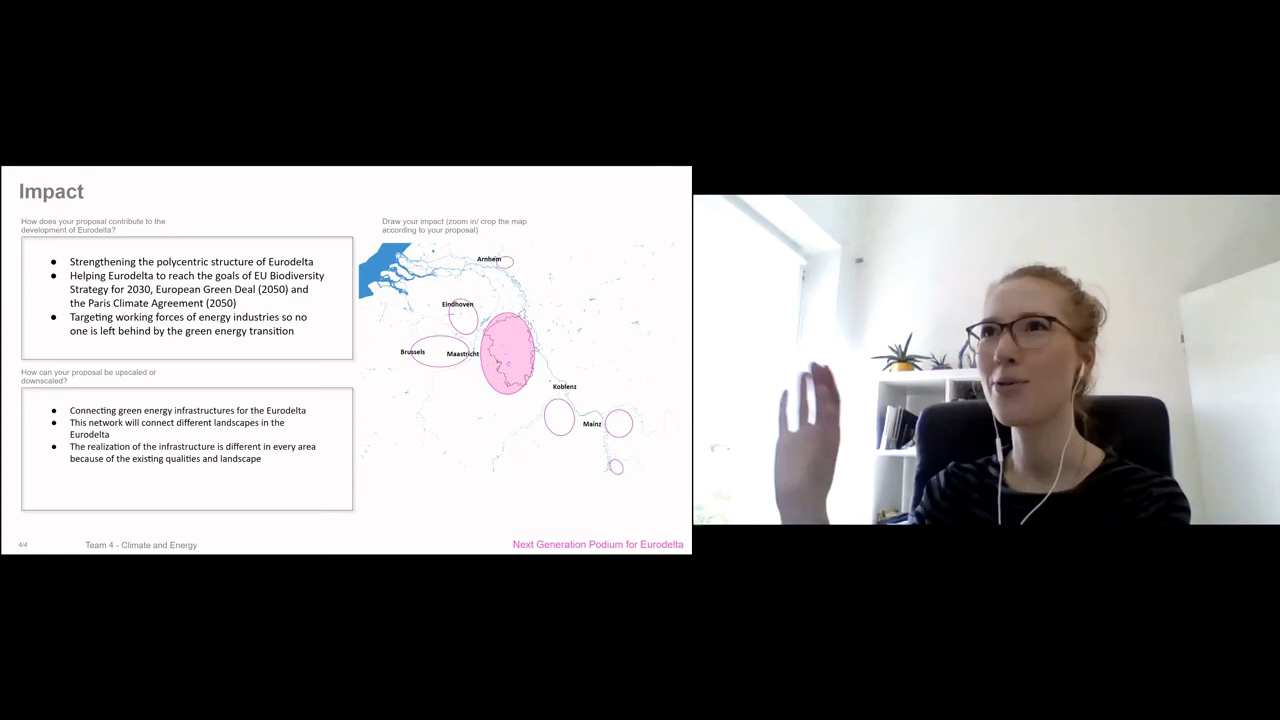 Impact
How does your proposal contribute to the
development of Eurodelta?
● Strengthening the polycentric structure of Eurodelta
● Helping Eurodelta to reach the goals of EU Biodiversity
Strategy for 2030, European Green Deal (2050) and
the Paris Climate Agreement (2050)
● Targeting working forces of energy industries so no
one is left behind by the green energy transition
How can your proposal be upscaled or
downscaled?
● Connecting green energy infrastructures for the Eurodelta
● This network will connect different landscapes in the
Eurodelta
● The realization of the infrastructure is different in every area
because of the existing qualities and landscape
Draw your impact (zoom in/ crop the map
according to your proposal)
Arnhem
Eindhoven
Brussels
Maastricht
Koblenz
Mainz
4/4
Team 4 - Climate and Energy
Next Generation Podium for Eurodelta